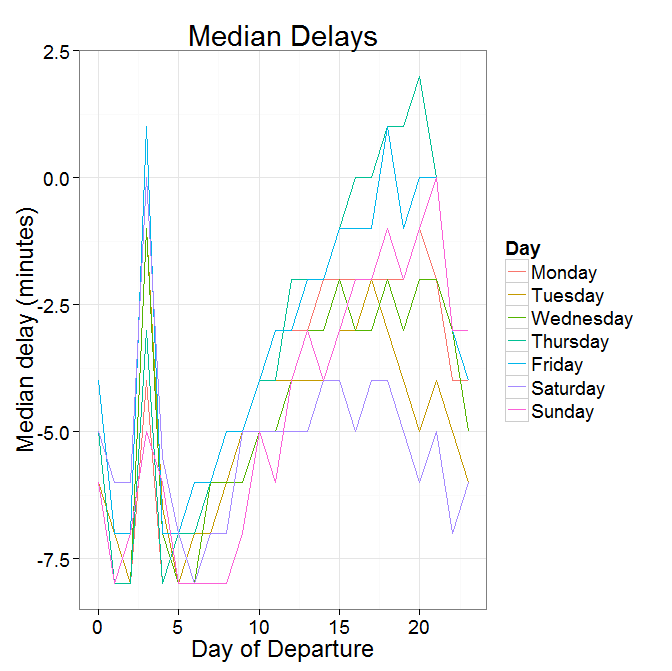 Median Delays
Median delay (minutes)
2.5
0.0
-2.5
-5.0
-7.5
0 5 10 15 20
Day of Departure
Day
Monday
Tuesday
Wednesday
Thursday
Friday
Saturday
Sunday